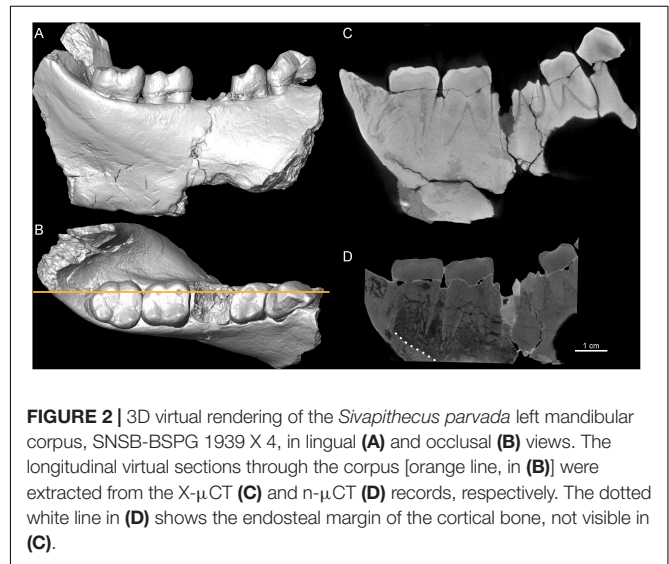 A
C
B
D
1 cm
FIGURE 2 | 3D virtual rendering of the Sivapithecus parvada left mandibular
corpus, SNSB-BSPG 1939 X 4, in lingual (A) and occlusal (B) views. The
longitudinal virtual sections through the corpus [orange line, in (B)] were
extracted from the X-μCT (C) and n-μCT (D) records, respectively. The dotted
white line in (D) shows the endosteal margin of the cortical bone, not visible in
(C).